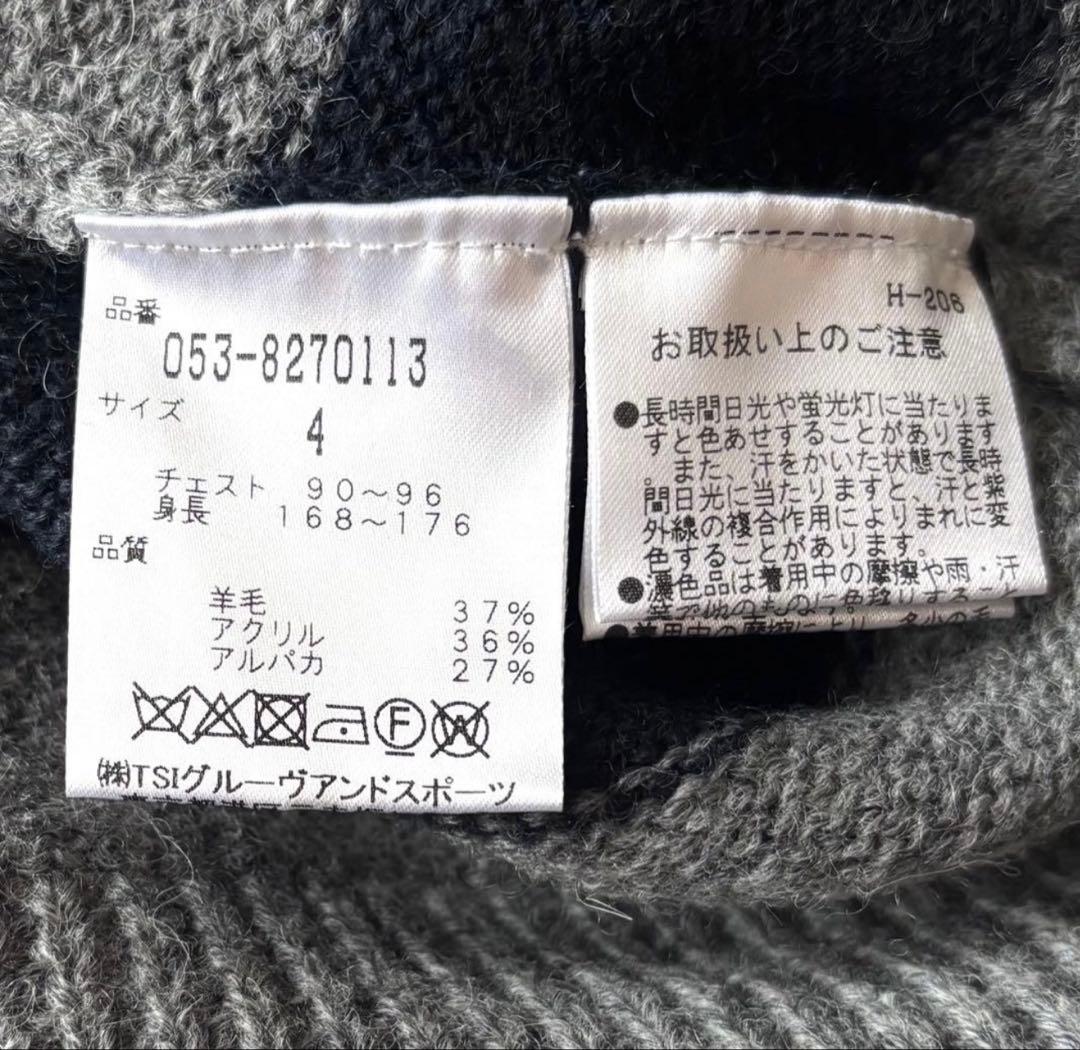 品番
053-8270113
サイズ
4
チェスト 90～96
身長 168～176
品質
羊毛 37%
アクリル 36%
アルパカ 27%
F
W
㈱TSIグルーヴアンドスポーツ
H-206
お取扱い上のご注意
●長時間日光や蛍光灯に当たりま
すと色あせすることがあります
。また、汗をかいた状態で長時
間日光に当たりますと、汗と紫
外線の複合作用によりまれに変
色することがあります。
●濃色品は着用中の摩擦や雨・汗